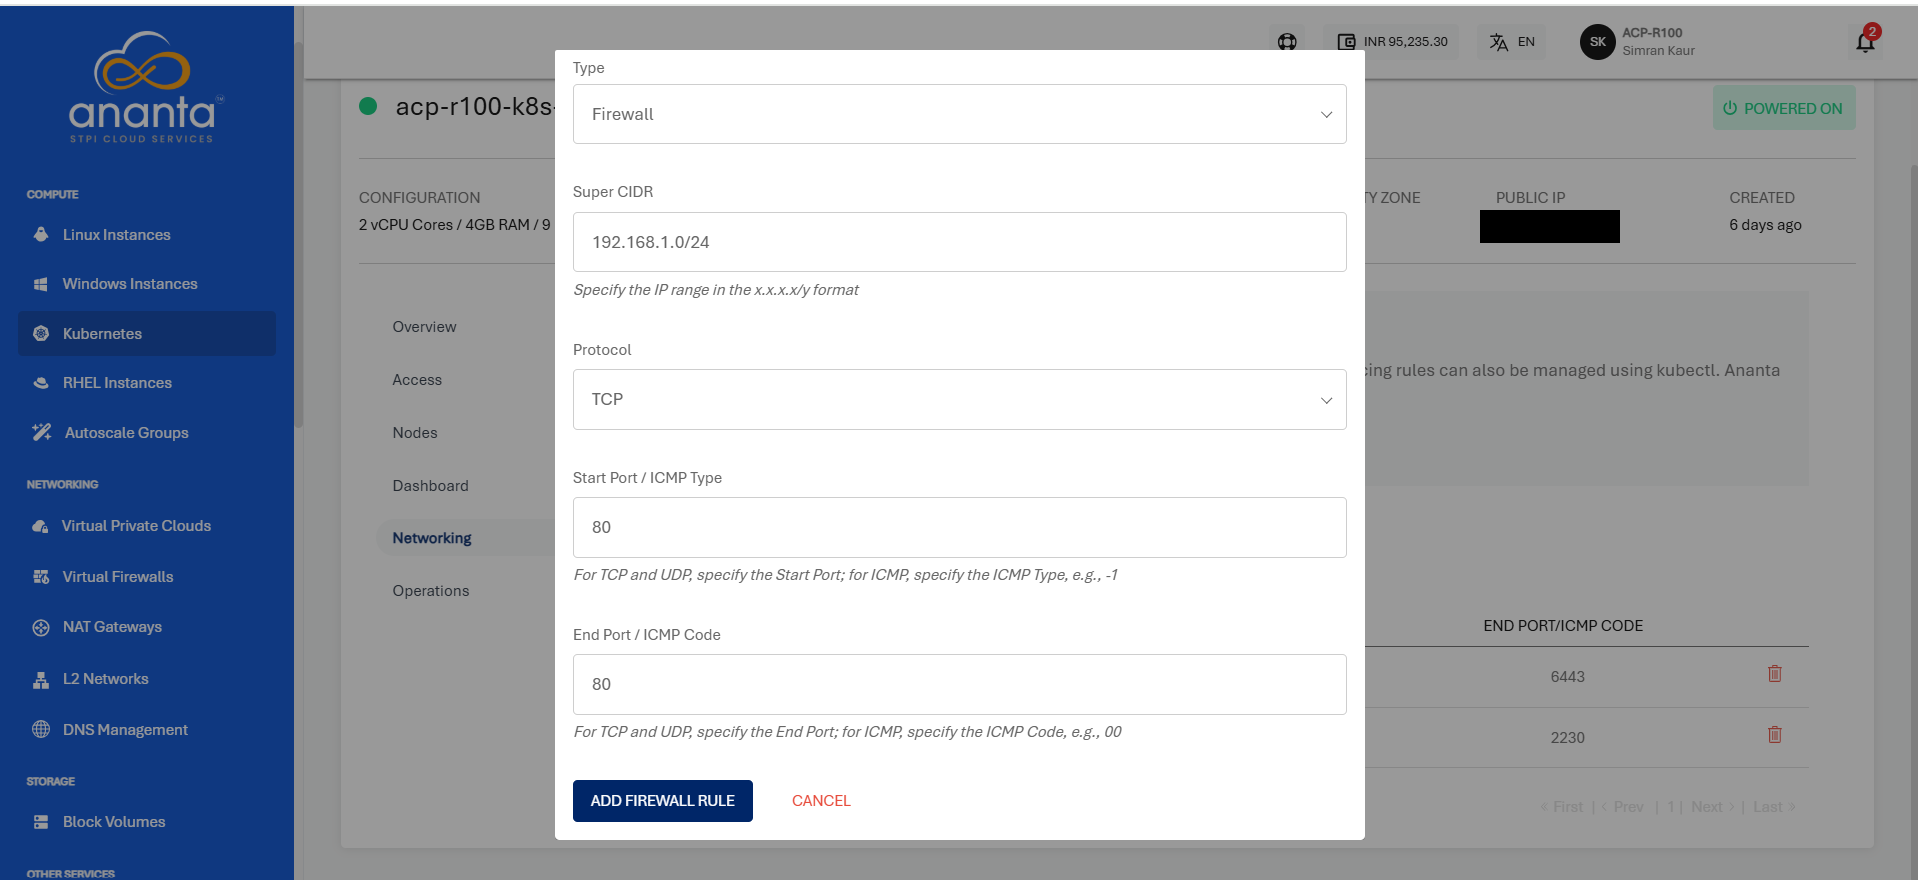 ananta
STPI CLOUD SERVICES
COMPUTE
Linux Instances
Windows Instances
Kubernetes
RHEL Instances
Autoscale Groups
NETWORKING
Virtual Private Clouds
Virtual Firewalls
NAT Gateways
L2 Networks
DNS Management
STORAGE
Block Volumes
OTHER SERVICES
INR 95,235.30
EN
SK
ACP-R100
Simran Kaur
2
acp-r100-k8s-
POWERED ON
CONFIGURATION
2 vCPU Cores / 4GB RAM / 9
TY ZONE
PUBLIC IP
CREATED
6 days ago
Overview
Access
Nodes
Dashboard
Networking
Operations
cing rules can also be managed using kubectl. Ananta
END PORT/ICMP CODE
6443
2230
« First | ‹ Prev | 1 | Next › | Last »
Type
Firewall
Super CIDR
192.168.1.0/24
Specify the IP range in the x.x.x.x/y format
Protocol
TCP
Start Port / ICMP Type
80
For TCP and UDP, specify the Start Port; for ICMP, specify the ICMP Type, e.g., -1
End Port / ICMP Code
80
For TCP and UDP, specify the End Port; for ICMP, specify the ICMP Code, e.g., 00
ADD FIREWALL RULE
CANCEL